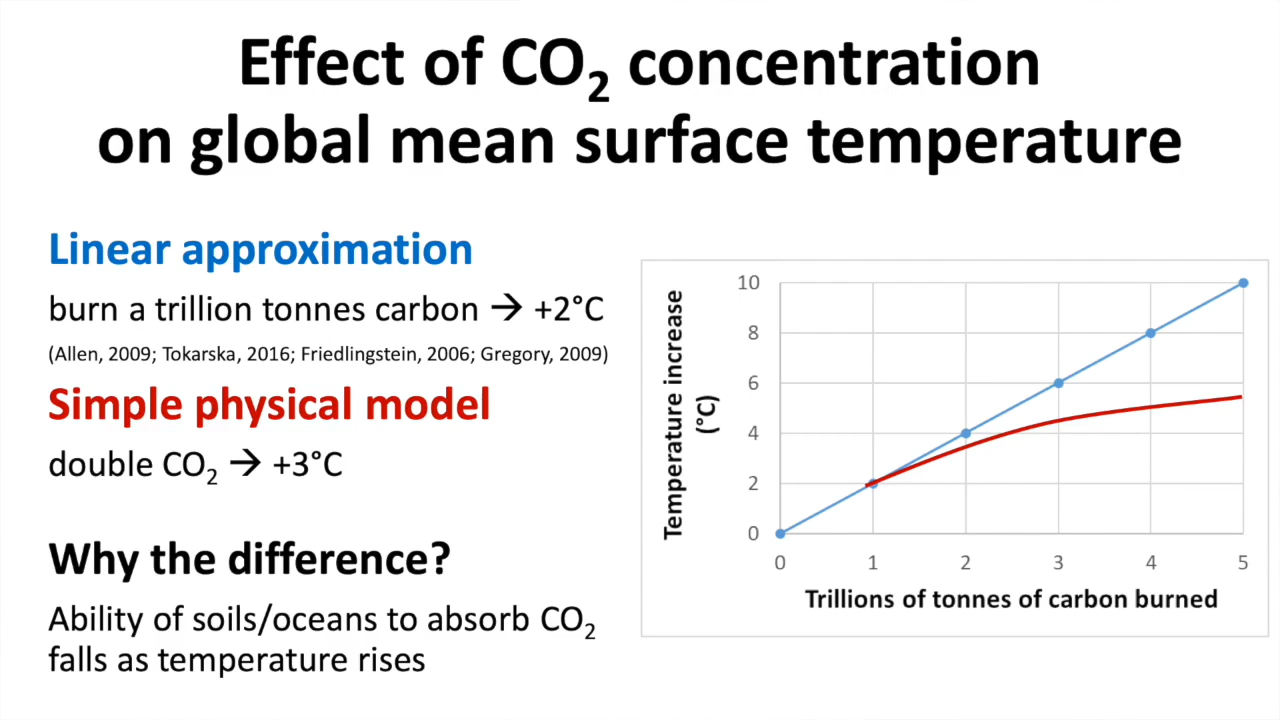 Effect of CO₂ concentration
on global mean surface temperature
Linear approximation
burn a trillion tonnes carbon → +2°C
(Allen, 2009; Tokarska, 2016; Friedlingstein, 2006; Gregory, 2009)
Simple physical model
double CO₂ → +3°C
Why the difference?
Ability of soils/oceans to absorb CO₂
falls as temperature rises
Temperature increase
(°C)
10
8
6
4
2
0
0 1 2 3 4 5
Trillions of tonnes of carbon burned